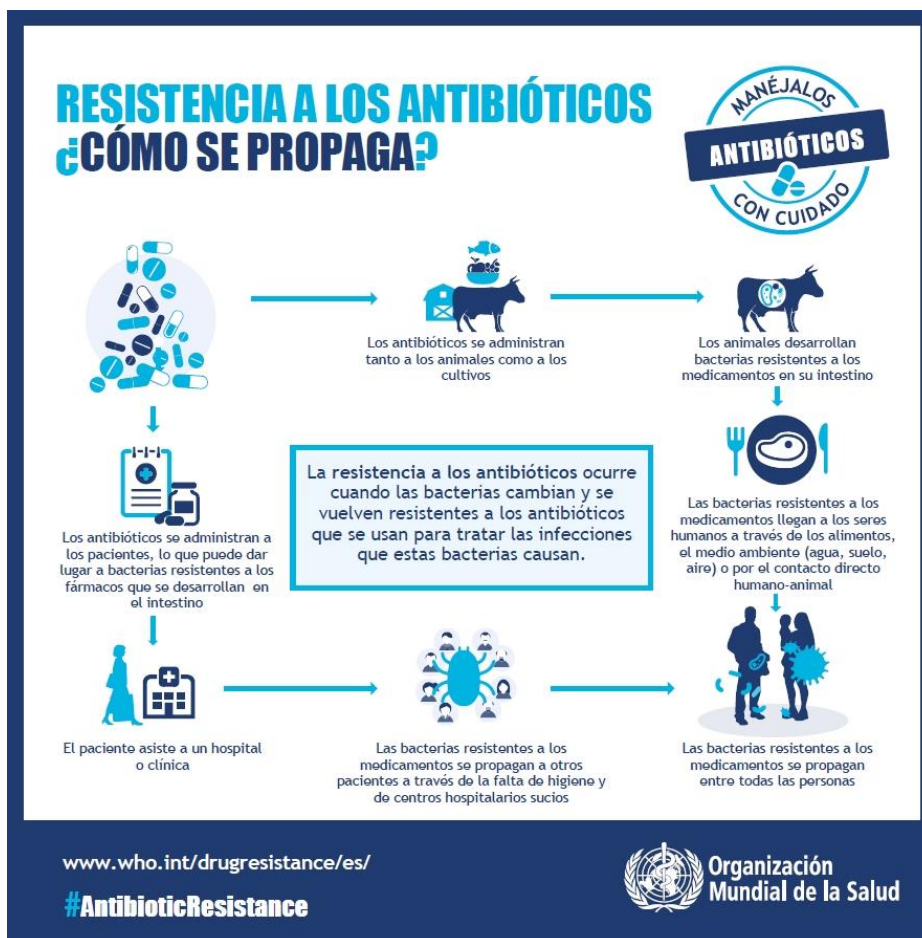 RESISTENCIA A LOS ANTIBIÓTICOS
¿CÓMO SE PROPAGA?
MANÉJALOS
ANTIBIÓTICOS
CON CUIDADO
Los antibióticos se administran
tanto a los animales como a los
cultivos
Los animales desarrollan
bacterias resistentes a los
medicamentos en su intestino
Los antibióticos se administran a
los pacientes, lo que puede dar
lugar a bacterias resistentes a los
fármacos que se desarrollan en
el intestino
La resistencia a los antibióticos ocurre
cuando las bacterias cambian y se
vuelven resistentes a los antibióticos
que se usan para tratar las infecciones
que estas bacterias causan.
Las bacterias resistentes a los
medicamentos llegan a los seres
humanos a través de los alimentos,
el medio ambiente (agua, suelo,
aire) o por el contacto directo
humano-animal
El paciente asiste a un hospital
o clínica
Las bacterias resistentes a los
medicamentos se propagan a otros
pacientes a través de la falta de higiene y
de centros hospitalarios sucios
Las bacterias resistentes a los
medicamentos se propagan
entre todas las personas
www.who.int/drugresistance/es/
#AntibioticResistance
Organización
Mundial de la Salud